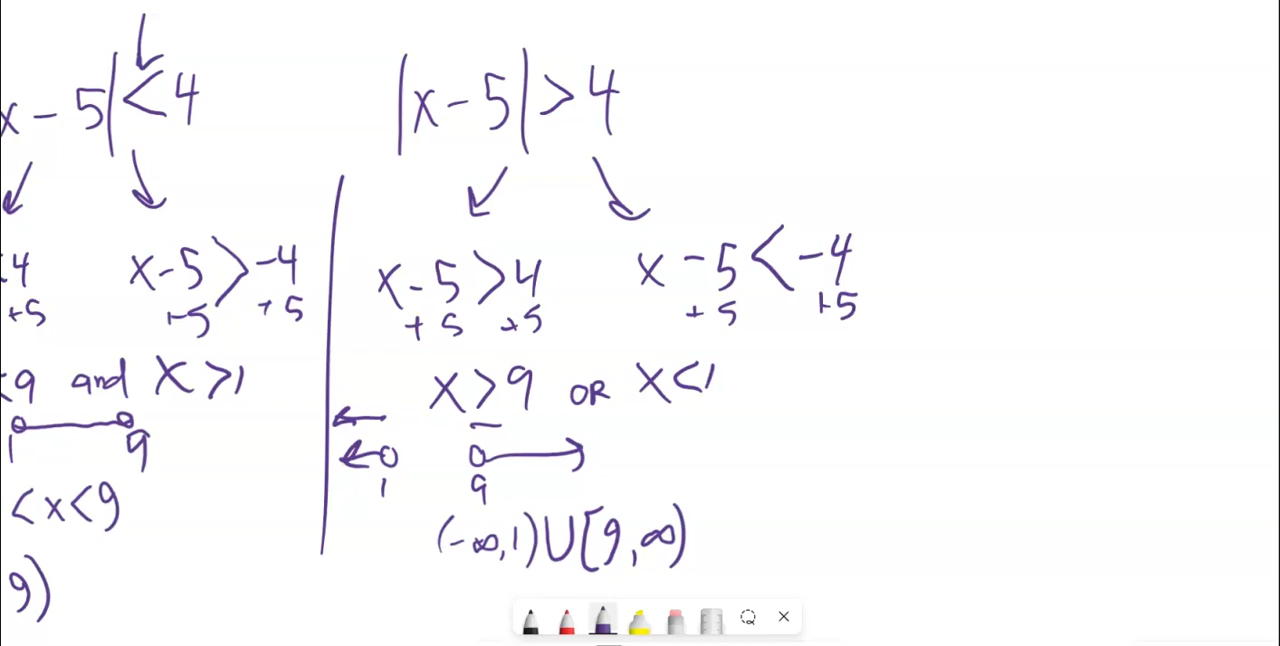 x - 5| < 4
4 x - 5 > -4
+5 +5 +5
<9 and x > 1
1 9
< x < 9
9)
|x - 5| > 4
x - 5 > 4 x - 5 < -4
+5 +5 +5 +5
x > 9 OR x < 1
1 9
(-∞, 1) ∪ [9, ∞)